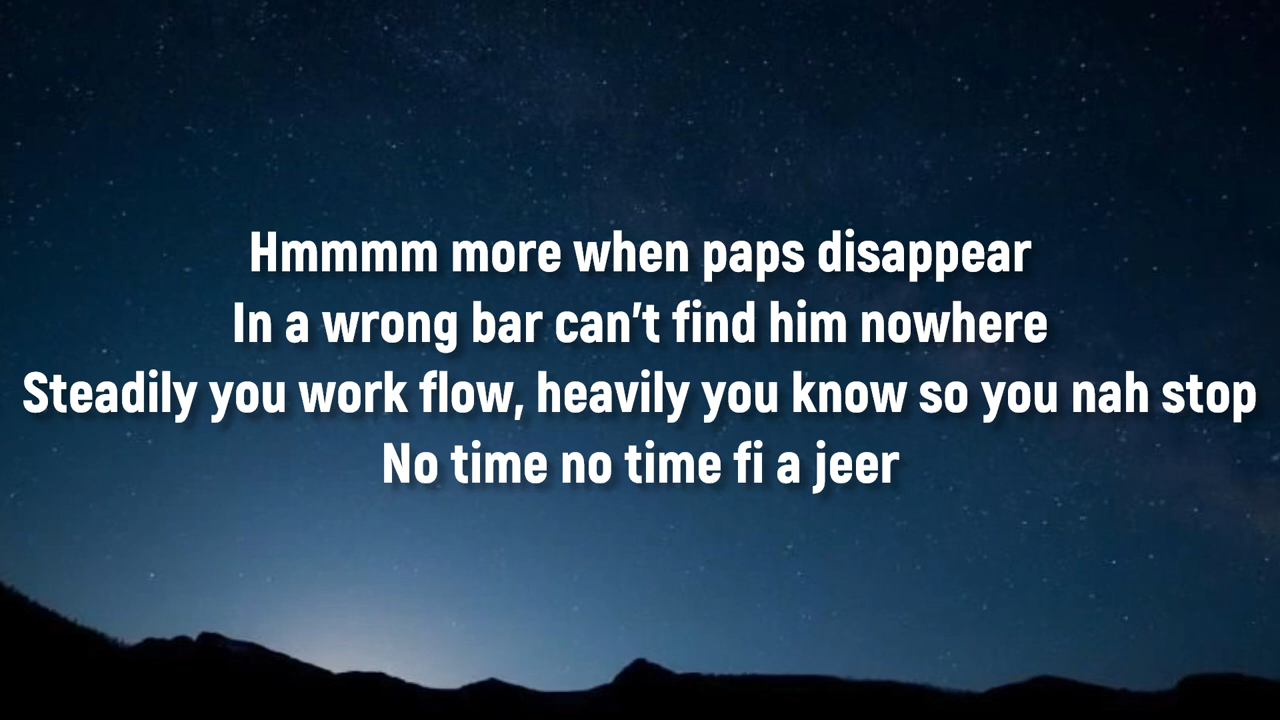 Hmmmm more when paps disappear
In a wrong bar can't find him nowhere
Steadily you work flow, heavily you know so you nah stop
No time no time fi a jeer